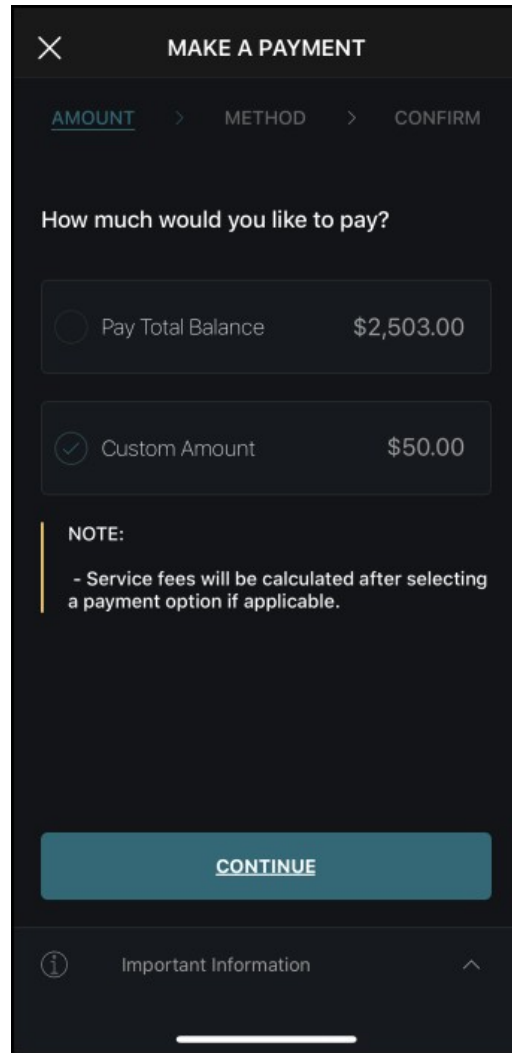 MAKE A PAYMENT
AMOUNT > METHOD > CONFIRM
How much would you like to pay?
Pay Total Balance $2,503.00
Custom Amount $50.00
NOTE:
- Service fees will be calculated after selecting
a payment option if applicable.
CONTINUE
Important Information